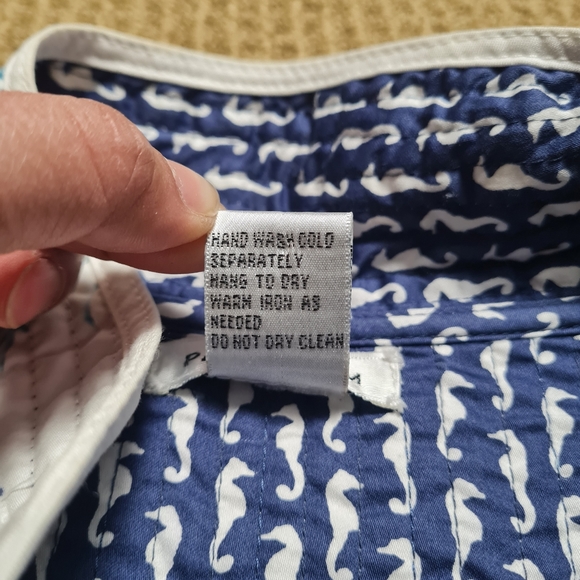 HAND WASH COLD
SEPARATELY
HANG TO DRY
WARM IRON AS
NEEDED
DO NOT DRY CLEAN